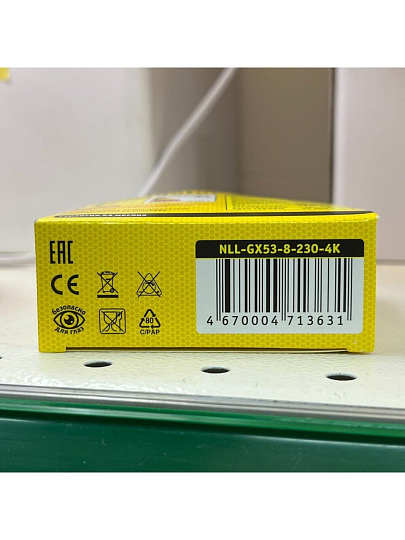 EAC
CE
безопасно
для глаз
80
C/PAP
NLL-GX53-8-230-4K
4 670004 713631